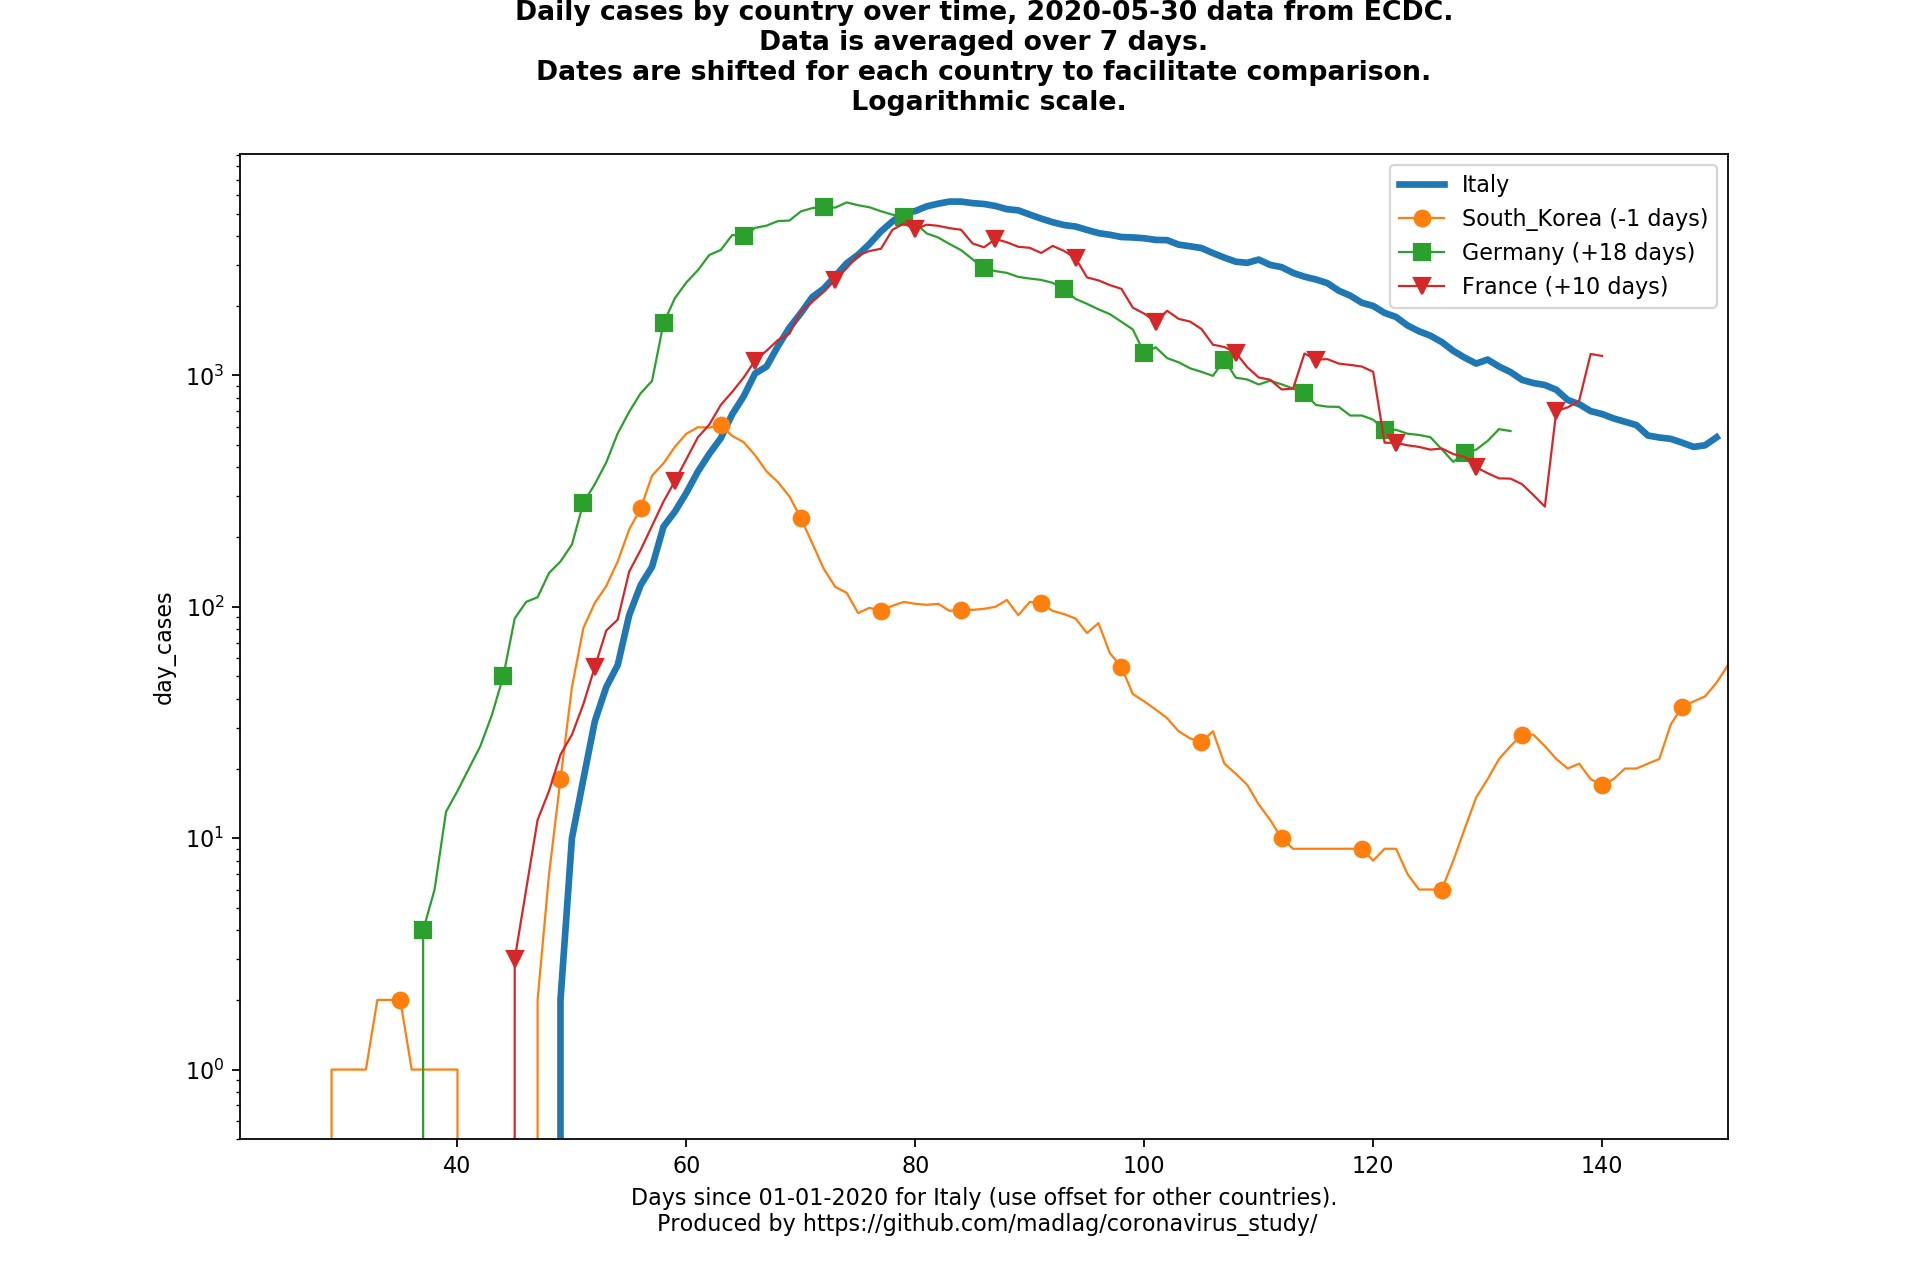 Daily cases by country over time, 2020-05-30 data from ECDC.
Data is averaged over 7 days.
Dates are shifted for each country to facilitate comparison.
Logarithmic scale.
Italy
South_Korea (-1 days)
Germany (+18 days)
France (+10 days)
10³
10²
10¹
10⁰
day_cases
40 60 80 100 120 140
Days since 01-01-2020 for Italy (use offset for other countries).
Produced by https://github.com/madlag/coronavirus_study/